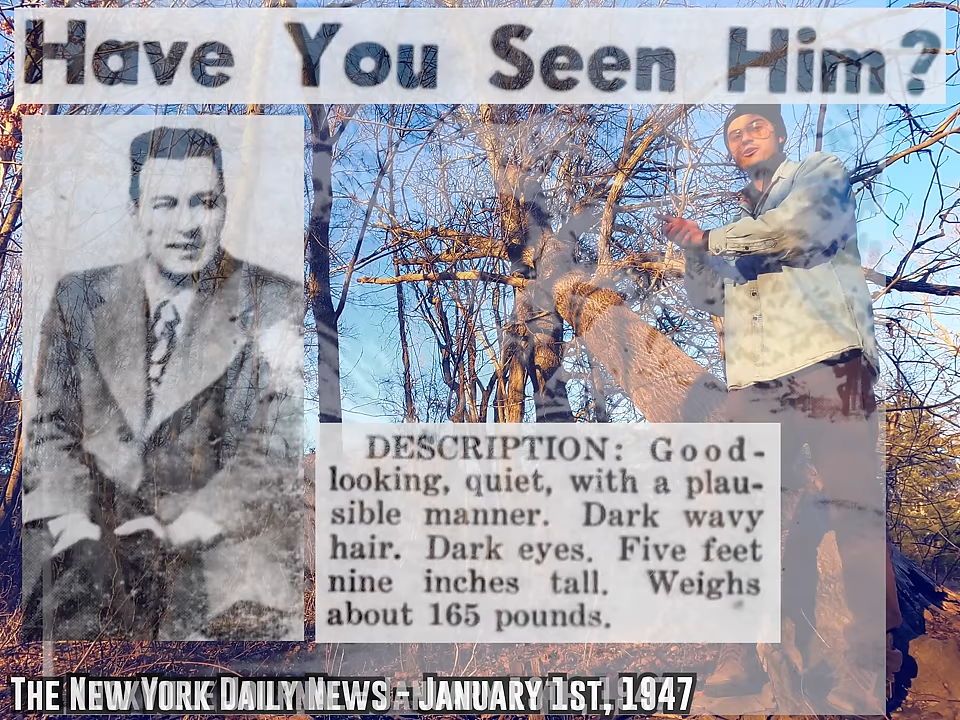 Have You Seen Him?
DESCRIPTION: Good-
looking, quiet, with a plau-
sible manner. Dark wavy
hair. Dark eyes. Five feet
nine inches tall. Weighs
about 165 pounds.
THE NEW YORK DAILY NEWS - JANUARY 1ST, 1947